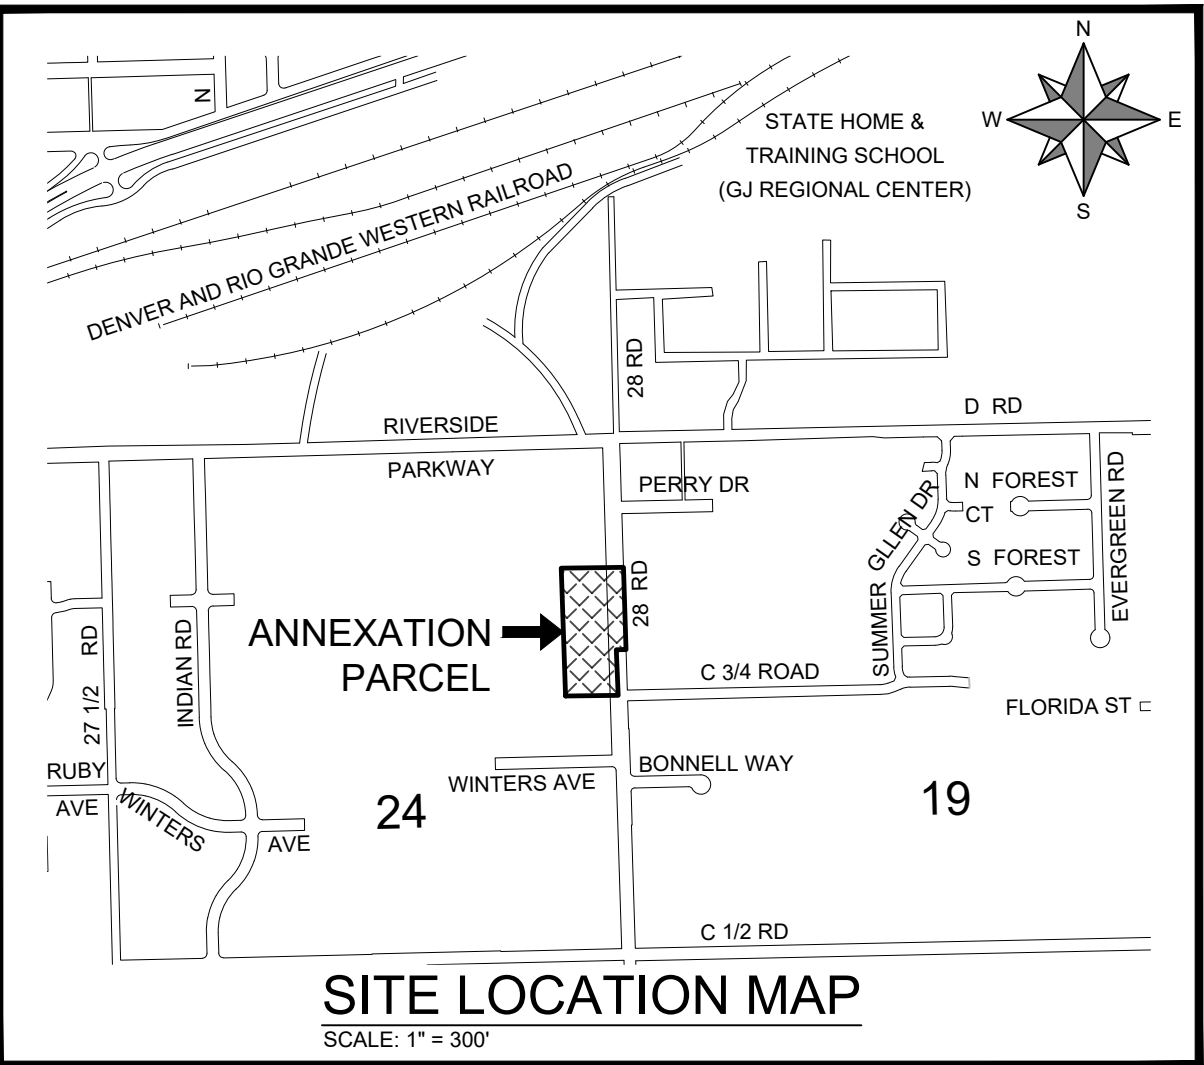 N
W
E
S
N
STATE HOME &
TRAINING SCHOOL
(GJ REGIONAL CENTER)
DENVER AND RIO GRANDE WESTERN RAILROAD
28 RD
D RD
RIVERSIDE
PARKWAY
PERRY DR
N FOREST
CT
S FOREST
EVERGREEN RD
SUMMER GLLEN DR
28 RD
ANNEXATION
PARCEL
27 1/2 RD
INDIAN RD
C 3/4 ROAD
FLORIDA ST
RUBY
AVE
WINTERS
AVE
WINTERS AVE
BONNELL WAY
24
19
C 1/2 RD
SITE LOCATION MAP
SCALE: 1" = 300'